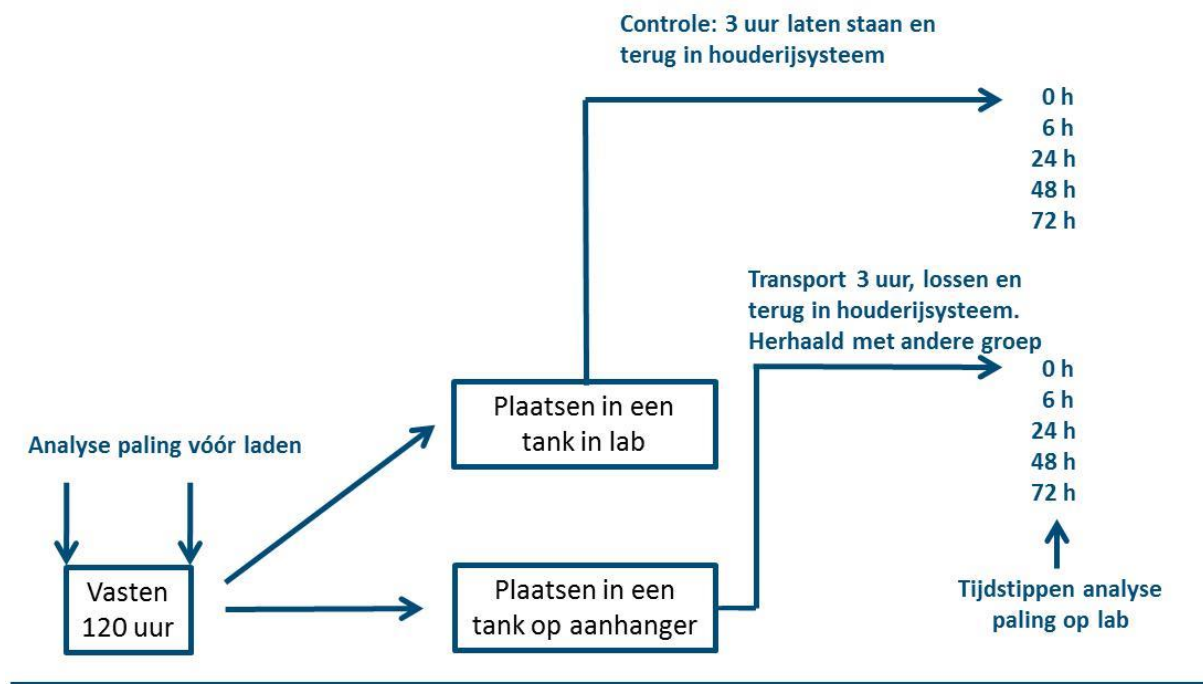 Controle: 3 uur laten staan en
terug in houderijsysteem
0 h
6 h
24 h
48 h
72 h
Transport 3 uur, lossen en
terug in houderijsysteem.
Herhaald met andere groep
0 h
6 h
24 h
48 h
72 h
Plaatsen in een
tank in lab
Analyse paling vóór laden
Vasten
120 uur
Plaatsen in een
tank op aanhanger
Tijdstippen analyse
paling op lab